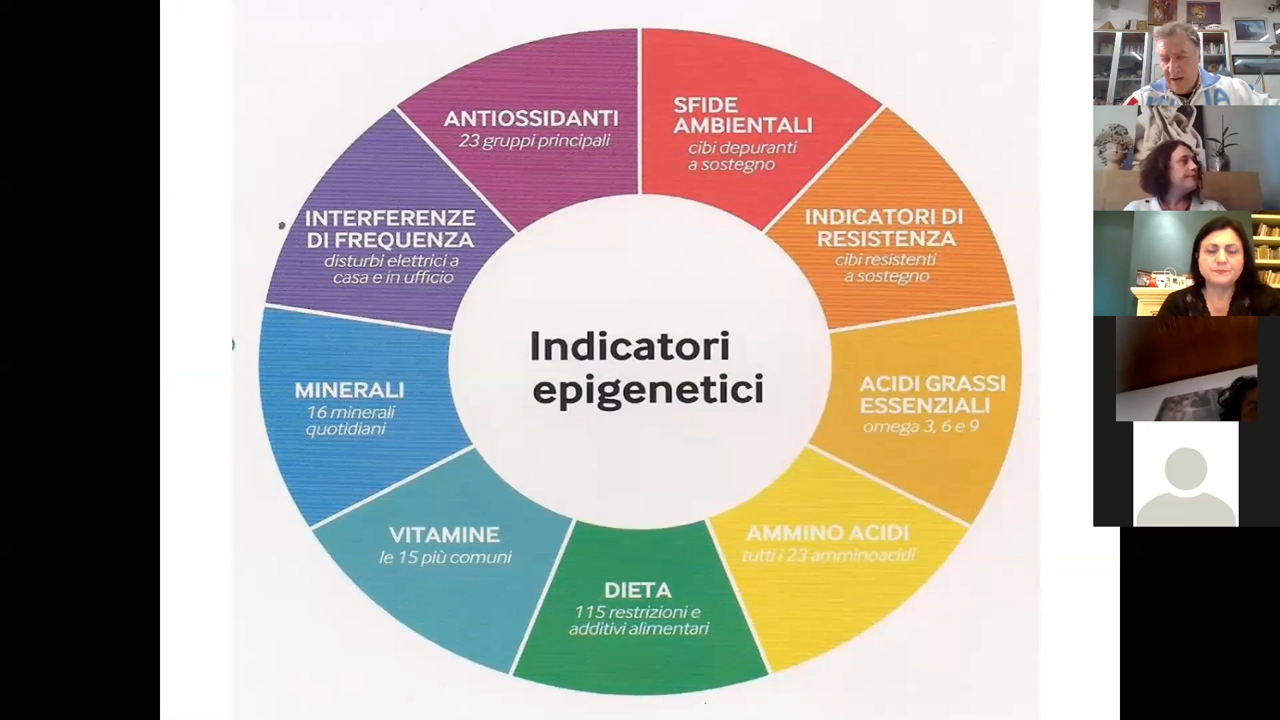 ANTIOSSIDANTI
23 gruppi principali
SFIDE
AMBIENTALI
cibi depuranti
a sostegno
INDICATORI DI
RESISTENZA
cibi resistenti
a sostegno
ACIDI GRASSI
ESSENZIALI
omega 3, 6 e 9
AMMINO ACIDI
tutti i 23 amminoacidi
DIETA
115 restrizioni e
additivi alimentari
VITAMINE
le 15 più comuni
MINERALI
16 minerali
quotidiani
INTERFERENZE
DI FREQUENZA
disturbi elettrici a
casa e in ufficio
Indicatori
epigenetici